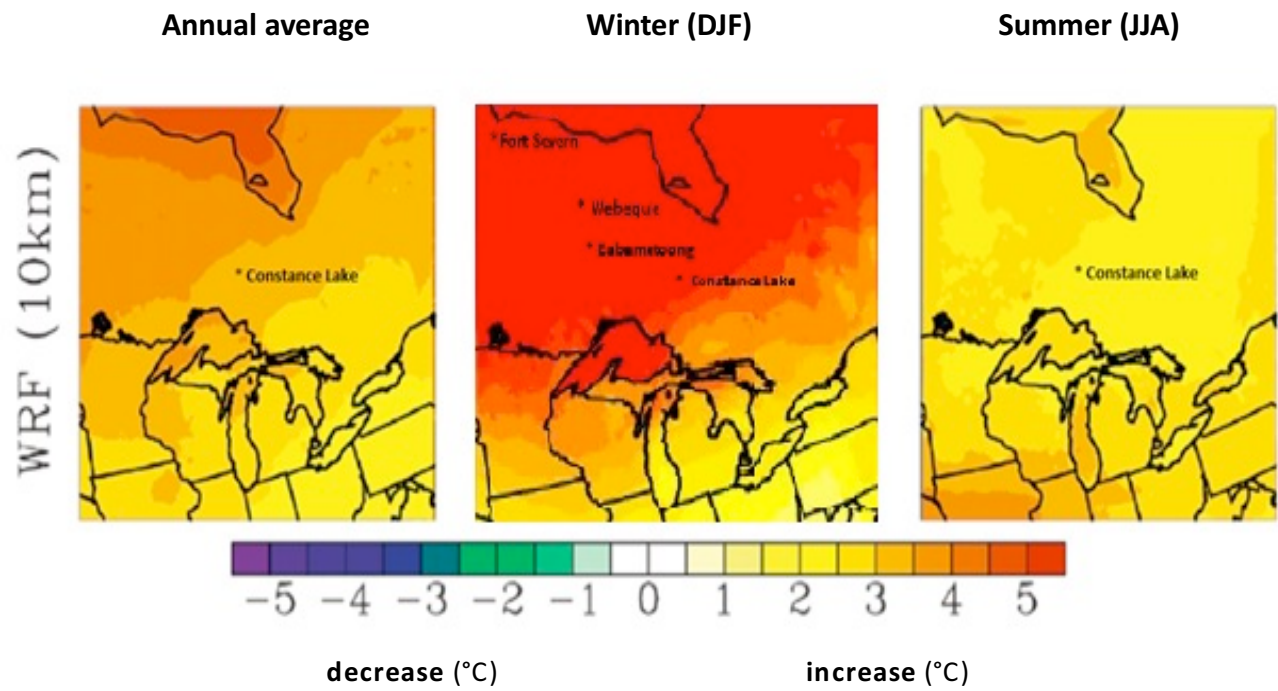 Annual average Winter (DJF) Summer (JJA)
WRF (10km)
Fort Severn
Webequie
Constance Lake
Constance Lake
Constance Lake
-5 -4 -3 -2 -1 0 1 2 3 4 5
decrease (°C) increase (°C)